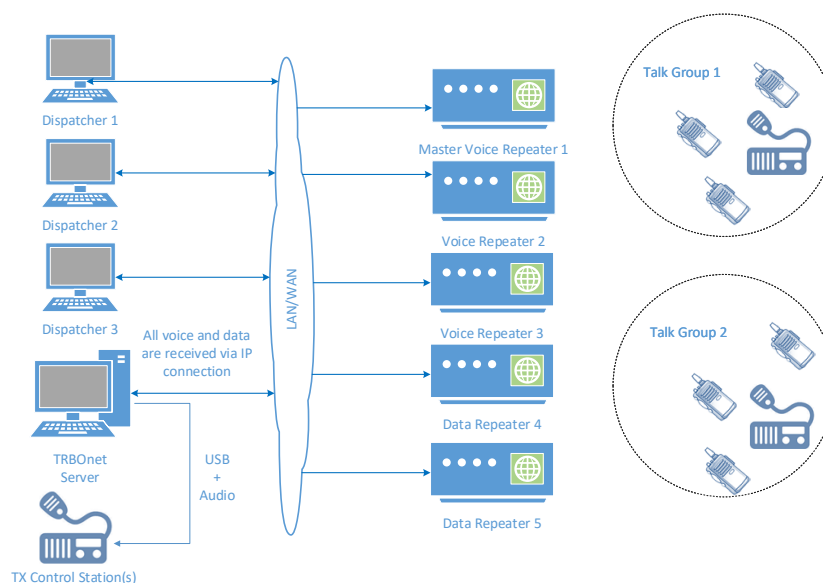 Dispatcher 1
Dispatcher 2
Dispatcher 3
All voice and data
are received via IP
connection
TRBOnet
Server
USB
+
Audio
TX Control Station(s)
LAN/WAN
Master Voice Repeater 1
Voice Repeater 2
Voice Repeater 3
Data Repeater 4
Data Repeater 5
Talk Group 1
Talk Group 2